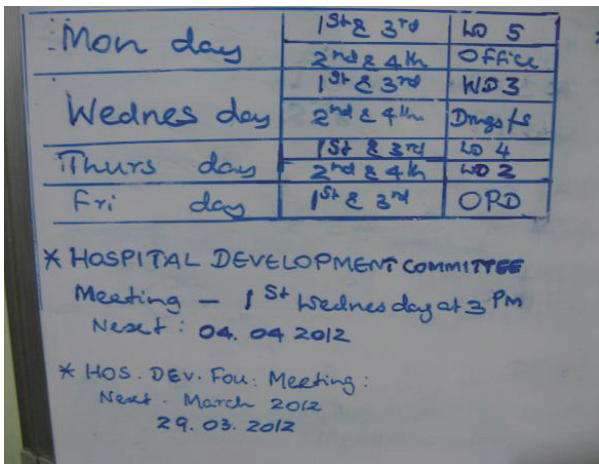 Mon day 1st & 3rd WD 5
2nd & 4th Office
Wednes day 1st & 3rd WD 3
2nd & 4th Drugs/s
Thurs day 1st & 3rd WD 4
2nd & 4th WD 2
Fri day 1st & 3rd OPD
* HOSPITAL DEVELOPMENT COMMITTEE
Meeting - 1st Wednes day at 3 PM
Next : 04. 04 2012
* HOS. DEV. Fou. Meeting :
Next. March 2012
29. 03. 2012